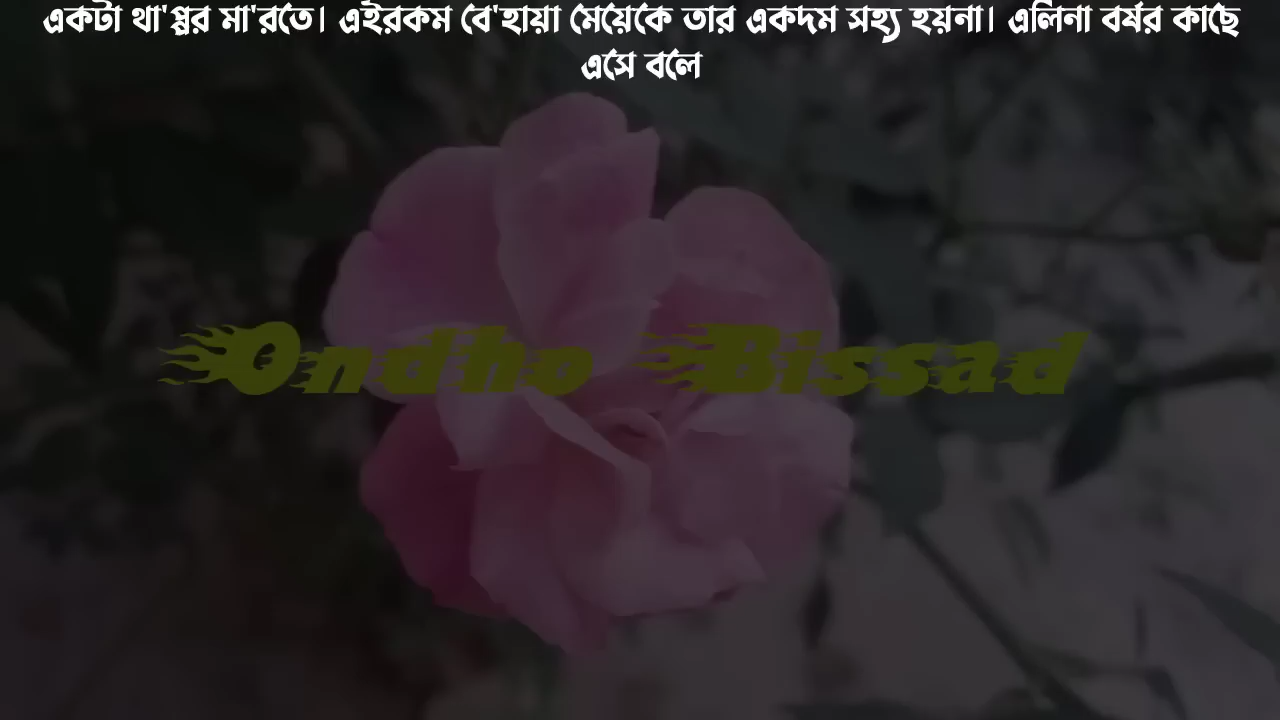 একটা থা'প্পর মা'রতে। এইরকম বে'হায়া মেয়েকে তার একদম সহ্য হয়না। এলিনা বর্ষর কাছে
এসে বলে
Ondho Bissad